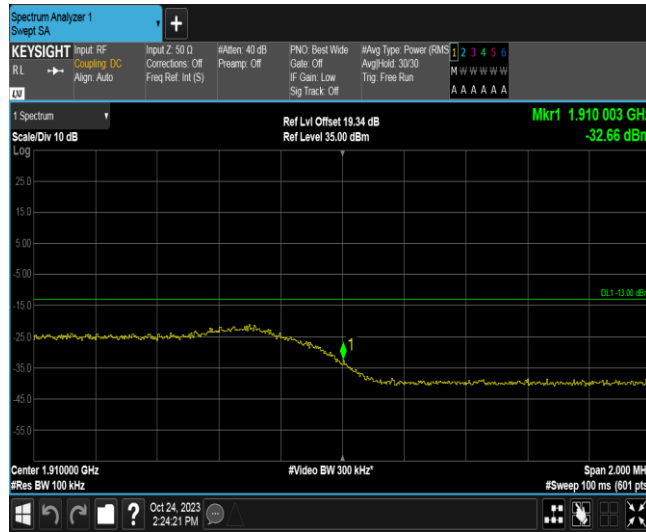 Spectrum Analyzer 1
Swept SA
+
KEYSIGHT
RL
LXI
Input: RF
Coupling: DC
Align: Auto
Input Z: 50 Ω
Corrections: Off
Freq Ref: Int (S)
#Atten: 40 dB
Preamp: Off
PNO: Best Wide
Gate: Off
IF Gain: Low
Sig Track: Off
#Avg Type: Power (RMS
Avg|Hold: 30/30
Trig: Free Run
1 2 3 4 5 6
M W W W W W
A A A A A A
1 Spectrum
Scale/Div 10 dB
Ref Lvl Offset 19.34 dB
Ref Level 35.00 dBm
Mkr1 1.910 003 GHz
-32.66 dBm
Log
25.0
15.0
5.00
-5.00
DL1 -13.00 dBm
-15.0
-25.0
1
-35.0
-45.0
-55.0
Center 1.910000 GHz
#Res BW 100 kHz
#Video BW 300 kHz*
Span 2.000 MH
#Sweep 100 ms (601 pts
?
Oct 24, 2023
2:24:21 PM